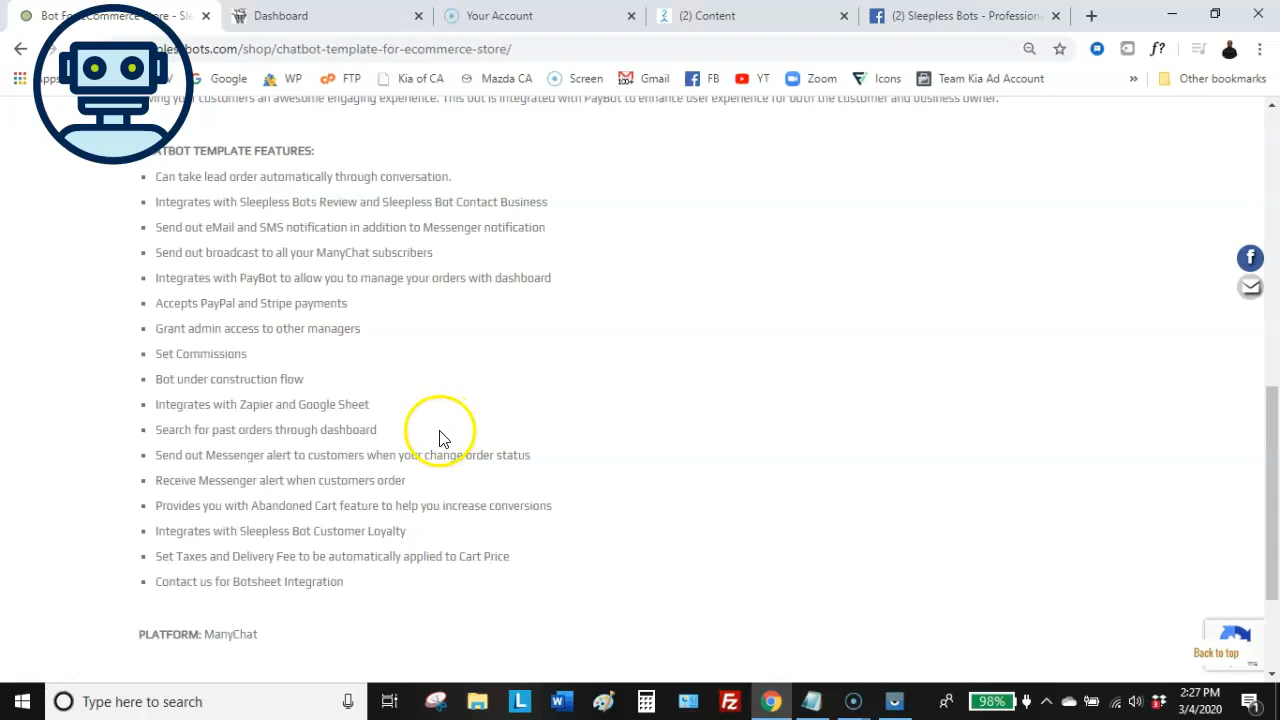 Bot For eCommerce Store - Sle
Dashboard
Your Account
(2) Content
(2) Sleepless Bots - Profession
bots.com/shop/chatbot-template-for-ecommerce-store/
f?
Google
WP
FTP
Kia of CA
Mazda CA
Screen
100+
Gmail
FB
YT
Zoom
Icons
Team Kia Ad Account
»
Other bookmarks
your customers an awesome engaging experience. This bot is integrated with PayBot to enhance user experience for both the customer and business owner.
ATBOT TEMPLATE FEATURES:
Can take lead order automatically through conversation.
Integrates with Sleepless Bots Review and Sleepless Bot Contact Business
Send out eMail and SMS notification in addition to Messenger notification
Send out broadcast to all your ManyChat subscribers
Integrates with PayBot to allow you to manage your orders with dashboard
Accepts PayPal and Stripe payments
Grant admin access to other managers
Set Commissions
Bot under construction flow
Integrates with Zapier and Google Sheet
Search for past orders through dashboard
Send out Messenger alert to customers when your change order status
Receive Messenger alert when customers order
Provides you with Abandoned Cart feature to help you increase conversions
Integrates with Sleepless Bot Customer Loyalty
Set Taxes and Delivery Fee to be automatically applied to Cart Price
Contact us for Botsheet Integration
PLATFORM: ManyChat
Back to top
Type here to search
98%
2:27 PM
3/4/2020